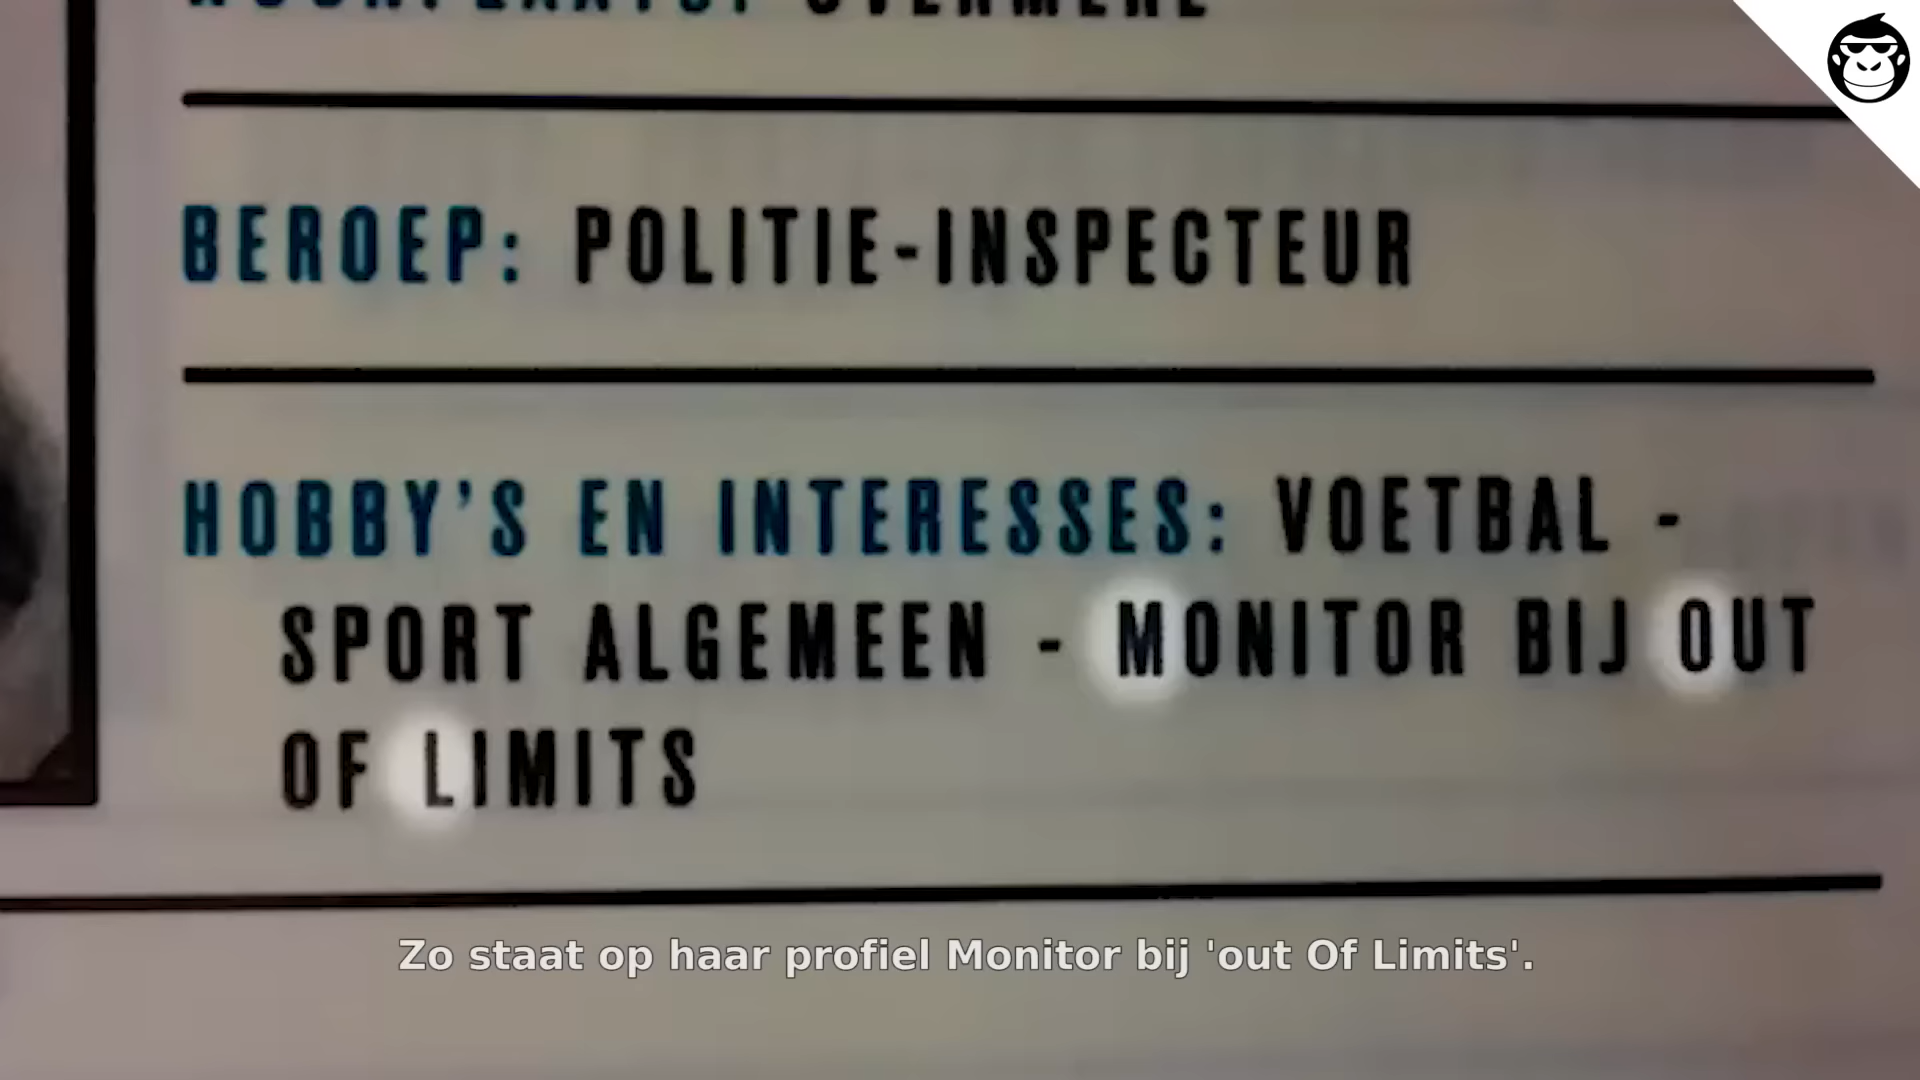 BEROEP: POLITIE-INSPECTEUR
HOBBY'S EN INTERESSES: VOETBAL -
SPORT ALGEMEEN - MONITOR BIJ OUT
OF LIMITS
Zo staat op haar profiel Monitor bij 'out Of Limits'.